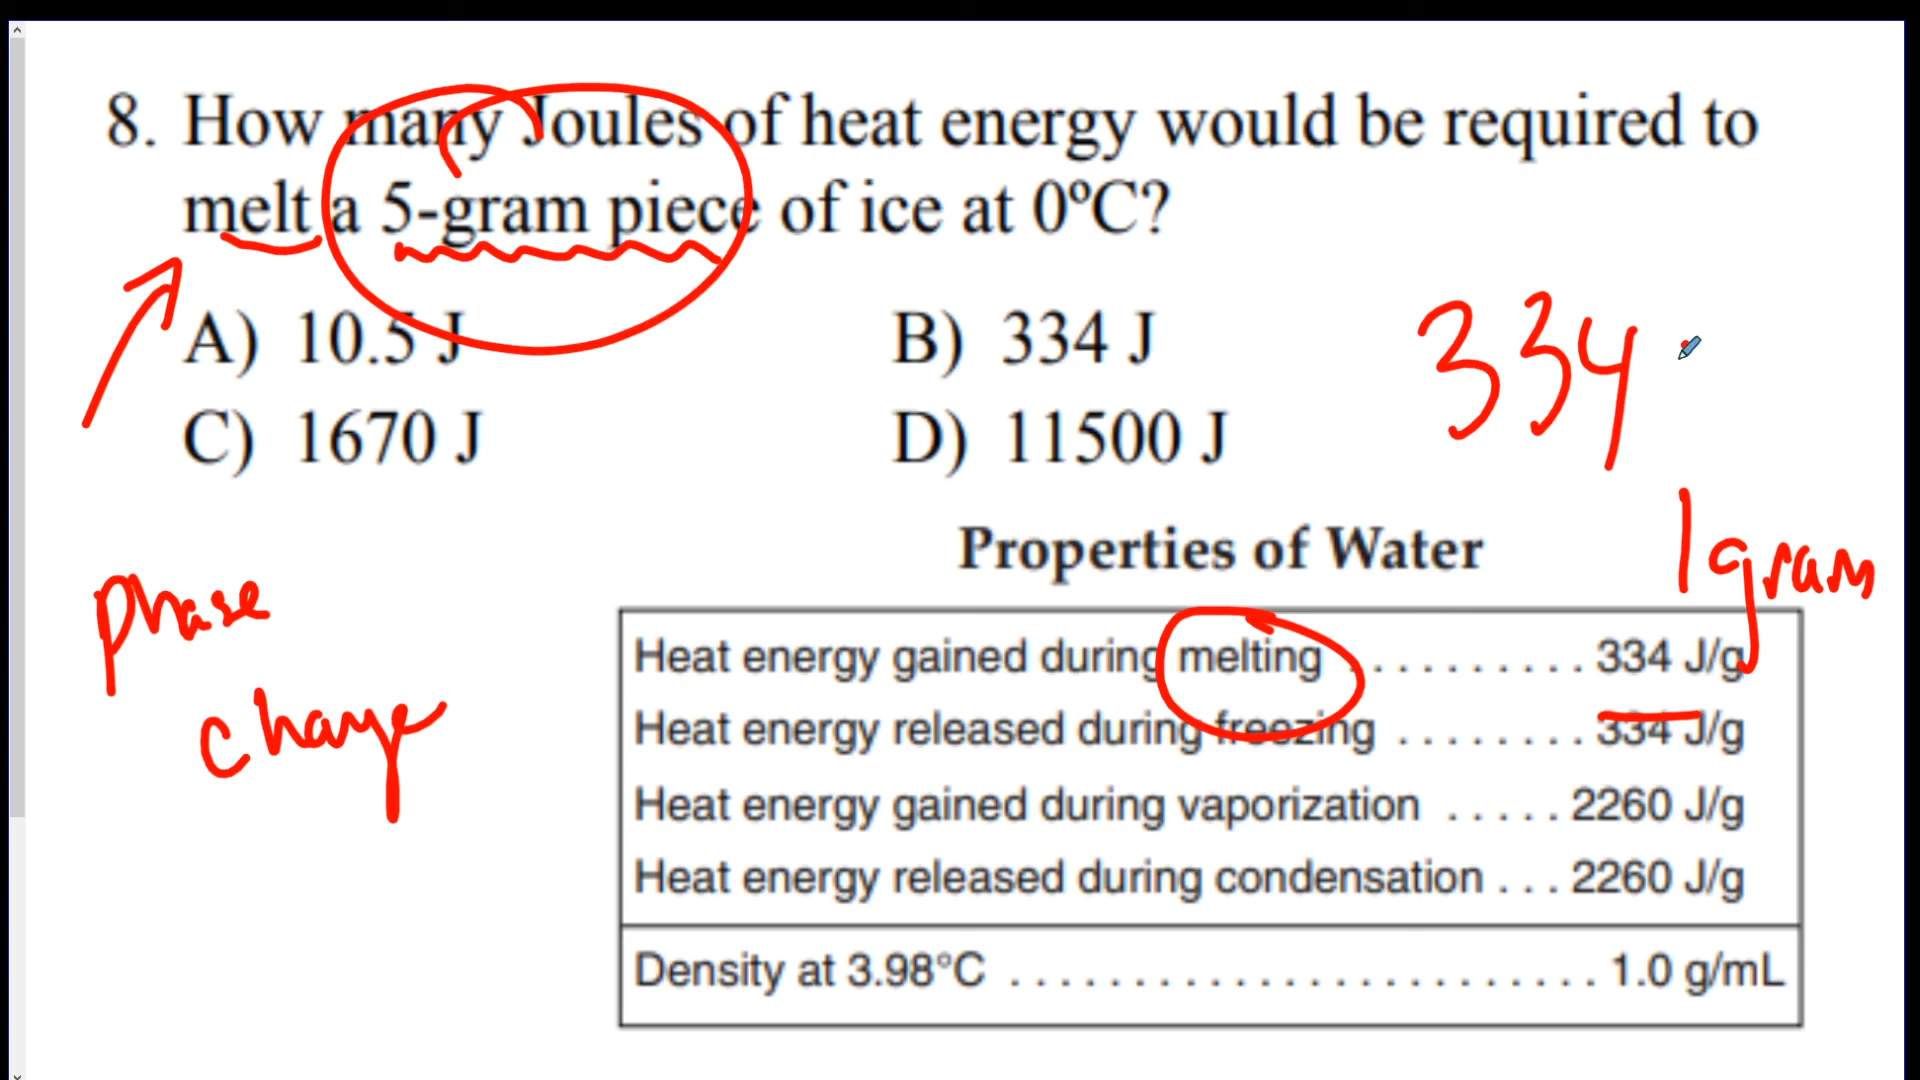 8. How many Joules of heat energy would be required to
melt a 5-gram piece of ice at 0ºC?
A) 10.5 J
B) 334 J
C) 1670 J
D) 11500 J
334
1 gram
phase
change
Properties of Water
Heat energy gained during melting . . . . . . . . . . 334 J/g
Heat energy released during freezing . . . . . . . . 334 J/g
Heat energy gained during vaporization . . . . . 2260 J/g
Heat energy released during condensation . . . 2260 J/g
Density at 3.98°C . . . . . . . . . . . . . . . . . . . . . . . . 1.0 g/mL